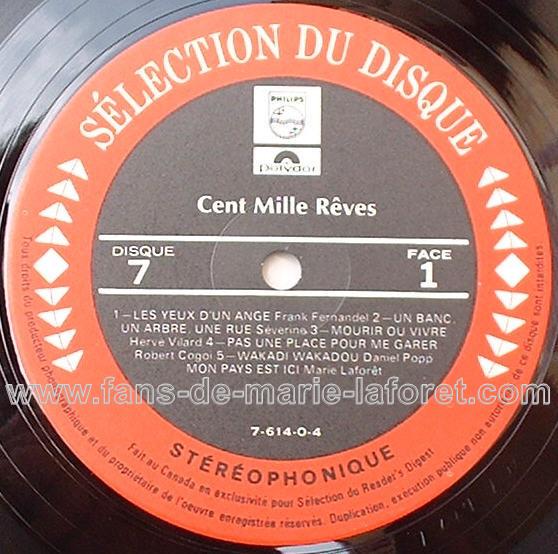 SÉLECTION DU DISQUE
PHILIPS
Polydor
Cent Mille Rêves
DISQUE
7
FACE
1
1—LES YEUX D'UN ANGE Frank Fernandel 2—UN BANC,
UN ARBRE, UNE RUE Séverine 3—MOURIR OU VIVRE
Hervé Vilard 4—PAS UNE PLACE POUR ME GARER
Robert Cogoi 5—WAKADI WAKADOU Daniel Popp
MON PAYS EST ICI Marie Laforêt
www.fans-de-marie-laforet.com
7-614-0-4
STÉRÉOPHONIQUE
Fait au Canada en exclusivité pour Sélection du Reader's Digest
Tous droits du producteur phonographique et du propriétaire de l'oeuvre enregistrée réservés. Duplication, exécution publique non autorisée de ce disque sont interdites